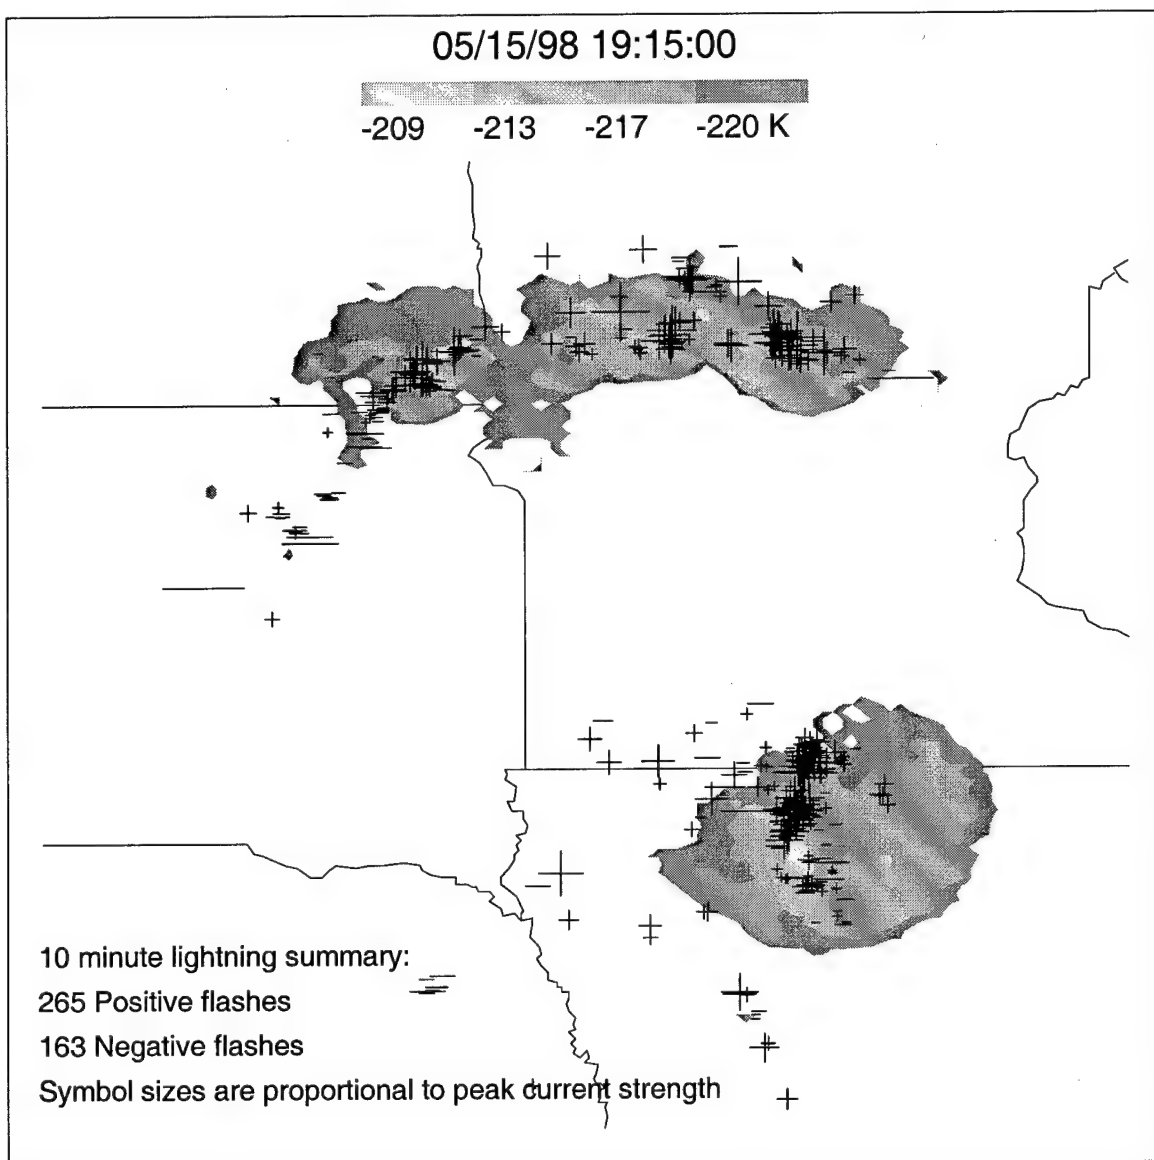 05/15/98 19:15:00
-209 -213 -217 -220 K
10 minute lightning summary:
265 Positive flashes
163 Negative flashes
Symbol sizes are proportional to peak current strength